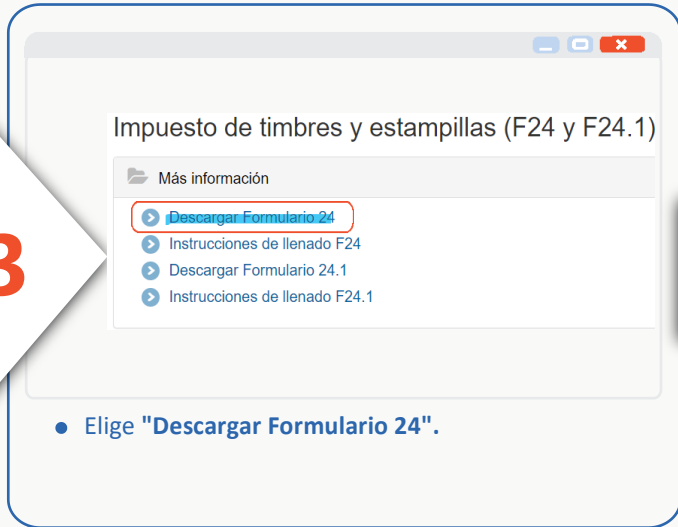 Impuesto de timbres y estampillas (F24 y F24.1)
Más información
Descargar Formulario 24
Instrucciones de llenado F24
Descargar Formulario 24.1
Instrucciones de llenado F24.1
3
Elige "Descargar Formulario 24".